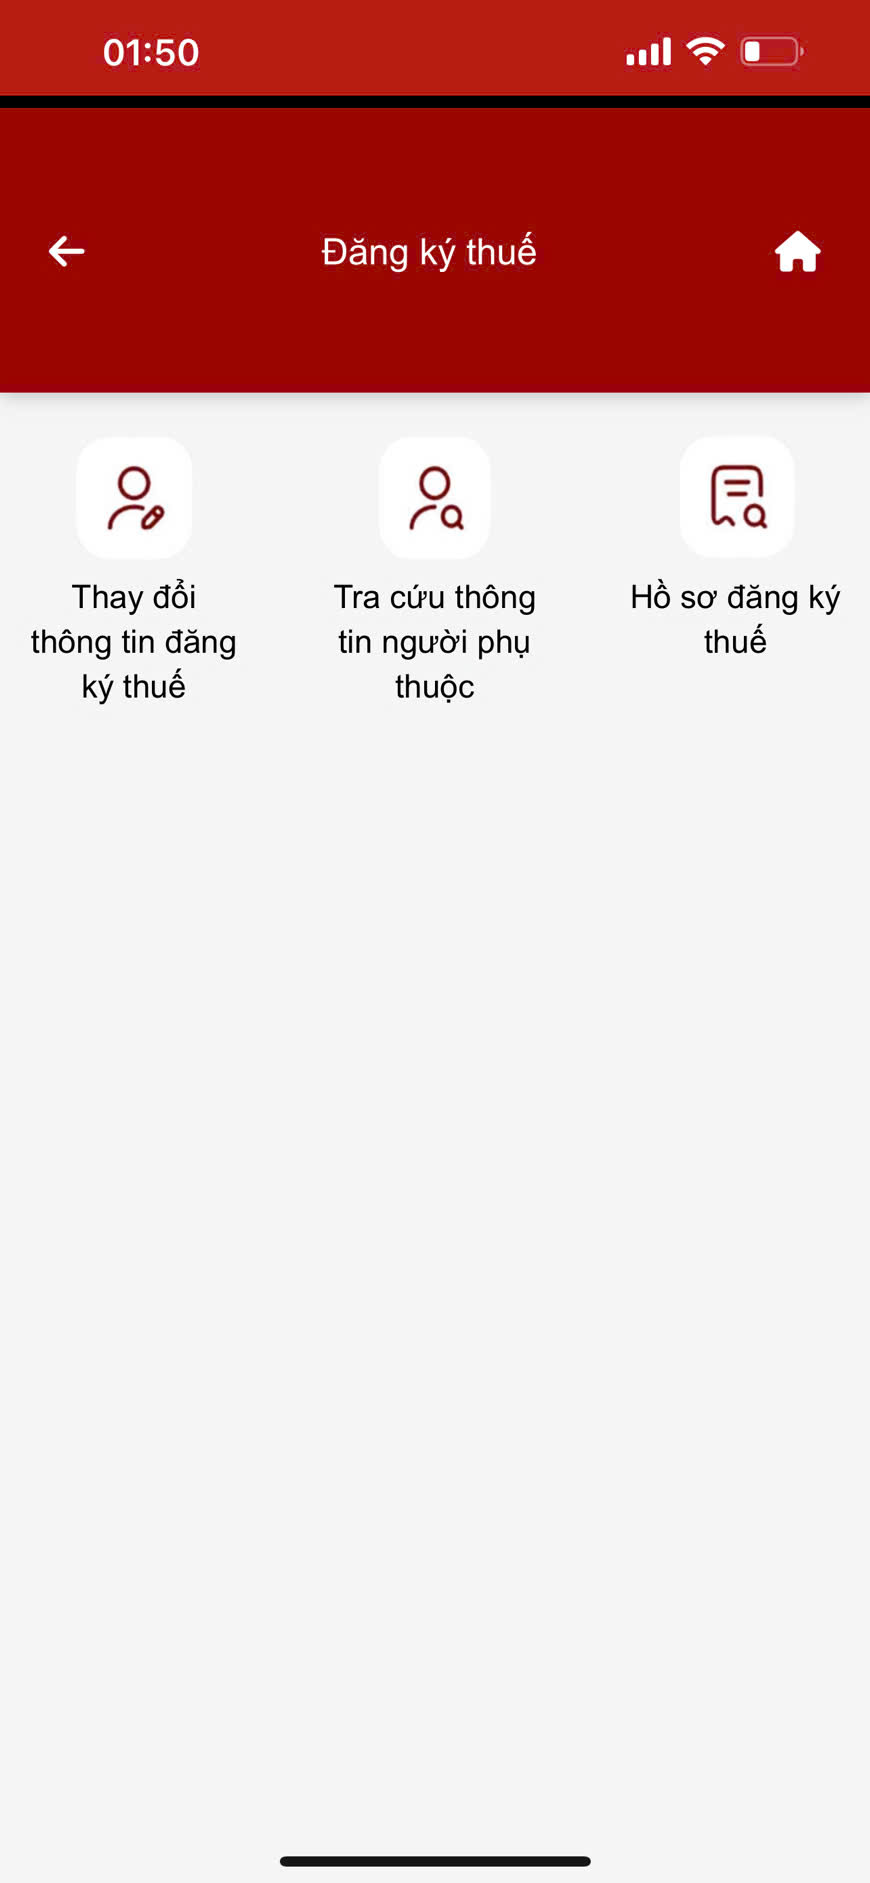 01:50
Đăng ký thuế
Thay đổi
thông tin đăng
ký thuế
Tra cứu thông
tin người phụ
thuộc
Hồ sơ đăng ký
thuế